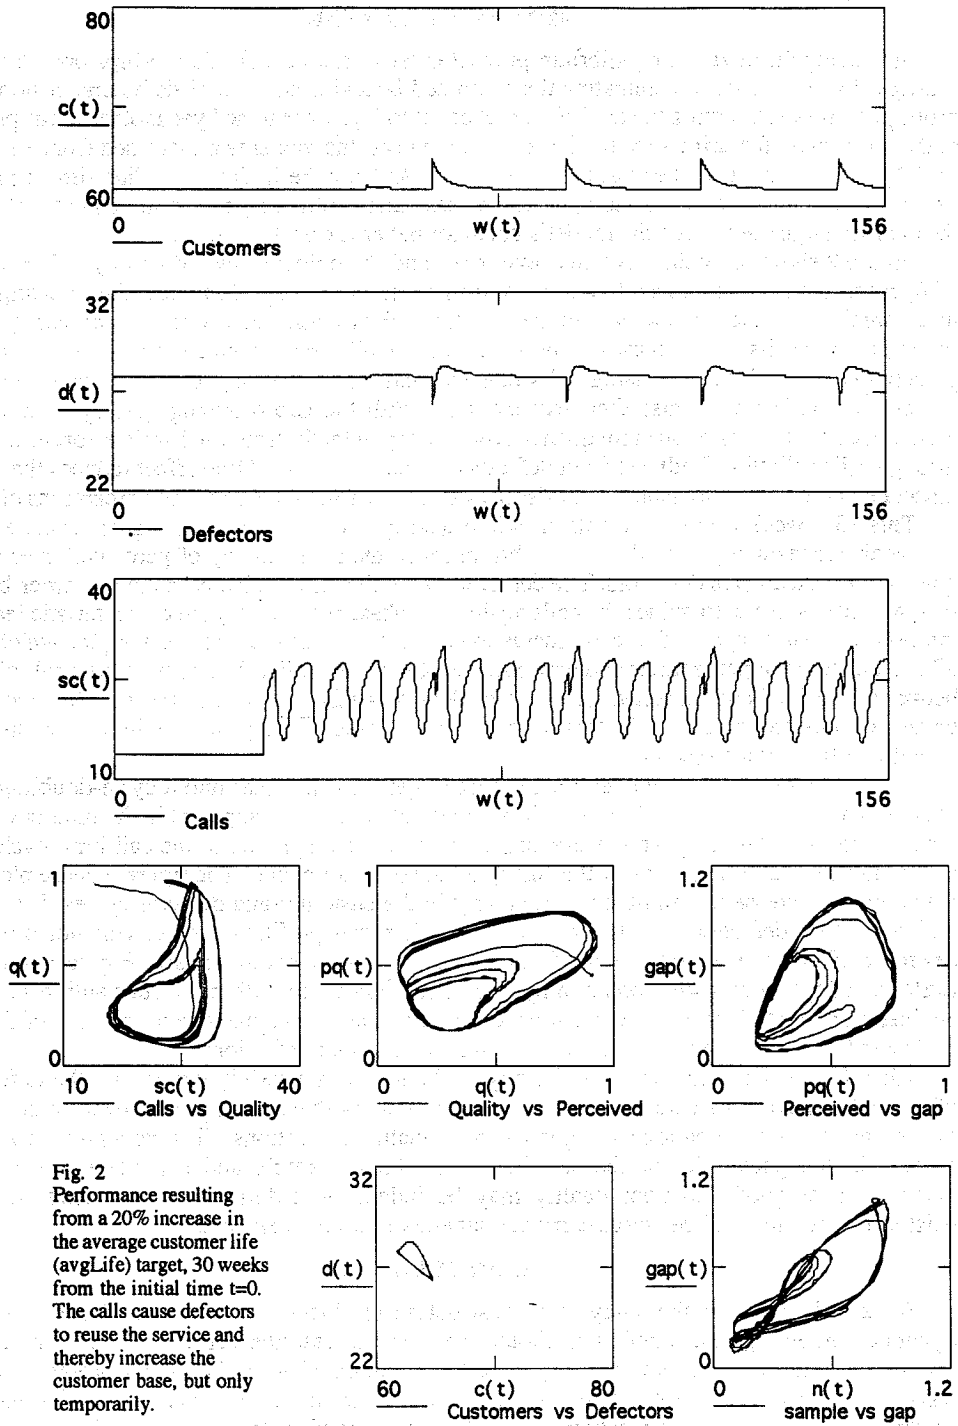 80
c(t)
60
0
w(t)
156
Customers
32
d(t)
22
0
w(t)
156
Defectors
40
sc(t)
10
0
w(t)
156
Calls
1
q(t)
0
10
sc(t)
40
Calls vs Quality
1
pq(t)
0
0
q(t)
1
Quality vs Perceived
1.2
gap(t)
0
0
pq(t)
1
Perceived vs gap
Fig. 2
Performance resulting
from a 20% increase in
the average customer life
(avgLife) target, 30 weeks
from the initial time t=0.
The calls cause defectors
to reuse the service and
thereby increase the
customer base, but only
temporarily.
32
d(t)
22
60
c(t)
80
Customers vs Defectors
1.2
gap(t)
0
0
n(t)
1.2
sample vs gap